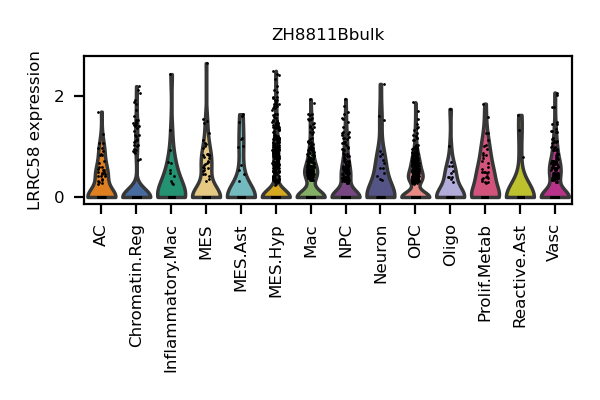 ZH8811Bbulk
LRRC58 expression
2
0
AC
Chromatin.Reg
Inflammatory.Mac
MES
MES.Ast
MES.Hyp
Mac
NPC
Neuron
OPC
Oligo
Prolif.Metab
Reactive.Ast
Vasc